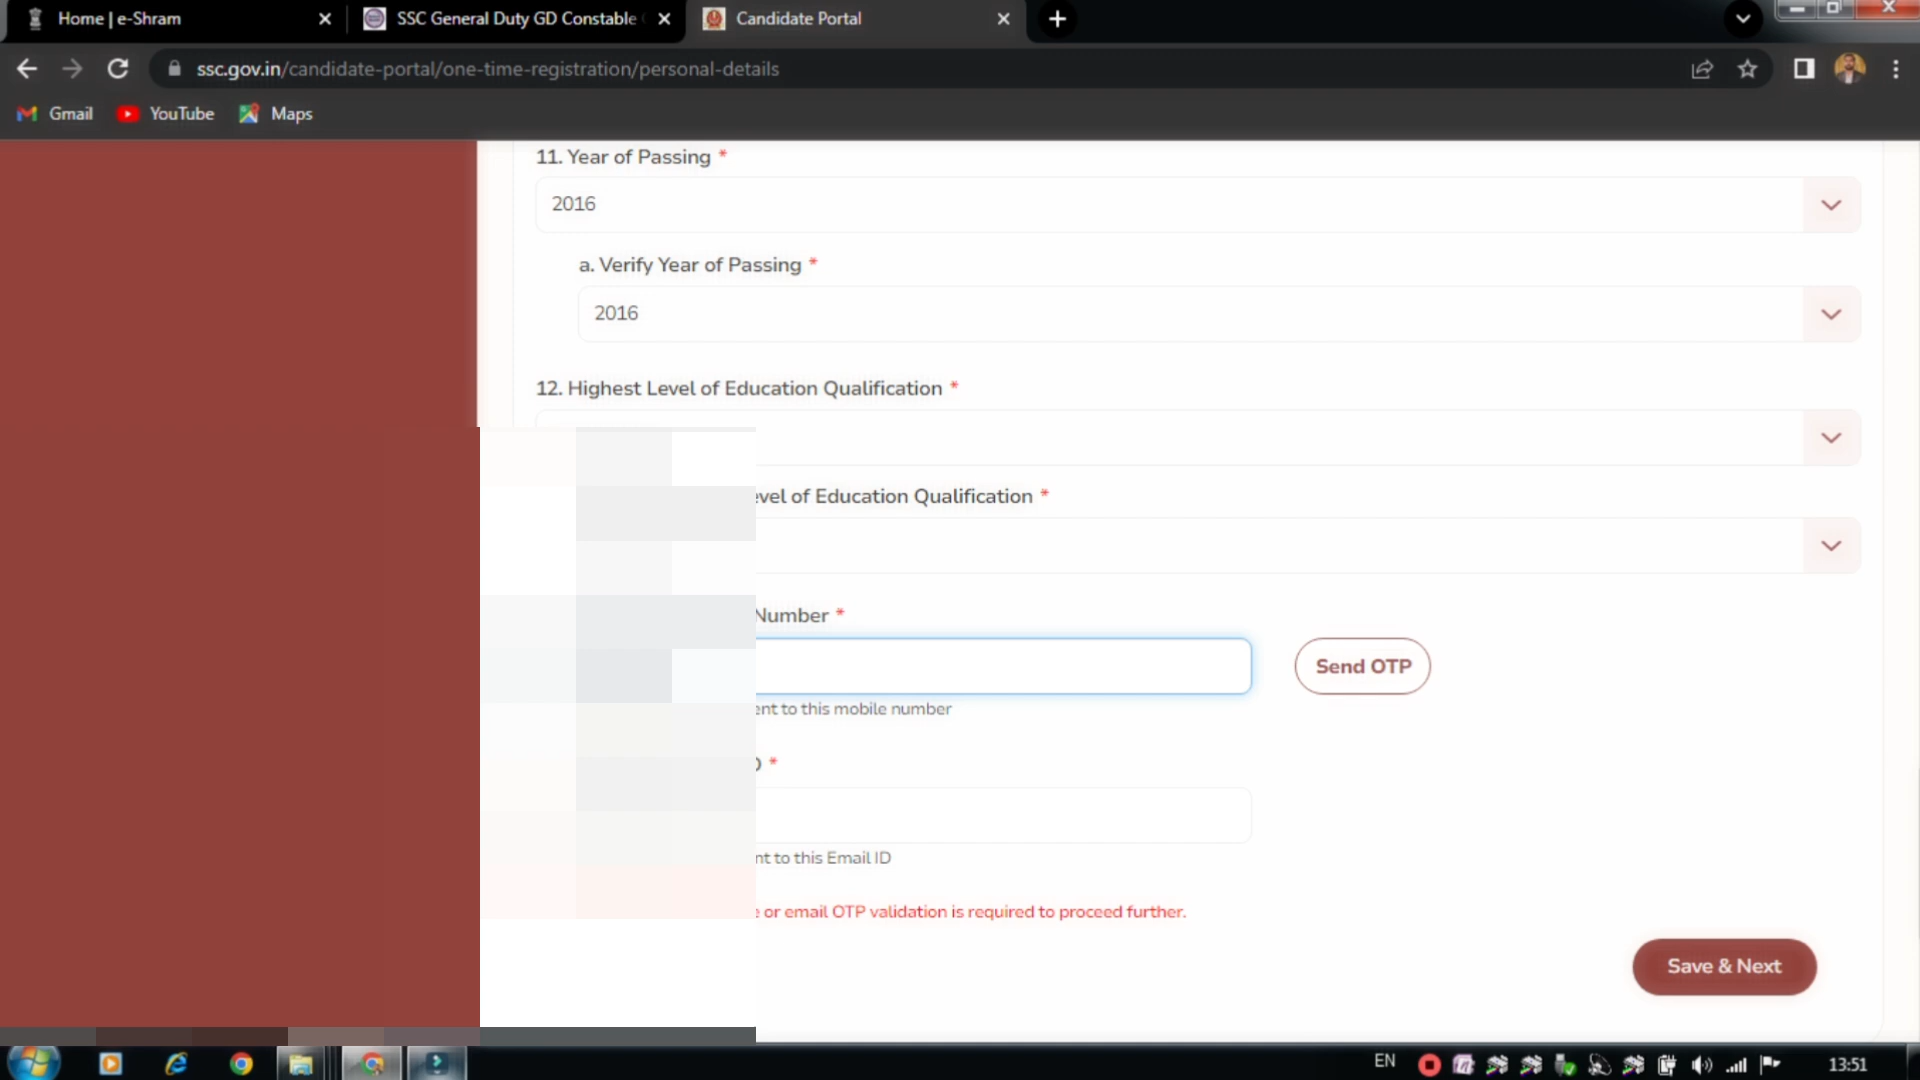 Home | e-Shram
SSC General Duty GD Constable
Candidate Portal
ssc.gov.in/candidate-portal/one-time-registration/personal-details
Gmail
YouTube
Maps
11. Year of Passing *
2016
a. Verify Year of Passing *
2016
12. Highest Level of Education Qualification *
of Education Qualification *
Number *
Send OTP
to this mobile number
*
to this Email ID
or email OTP validation is required to proceed further.
Save & Next
EN
13:51